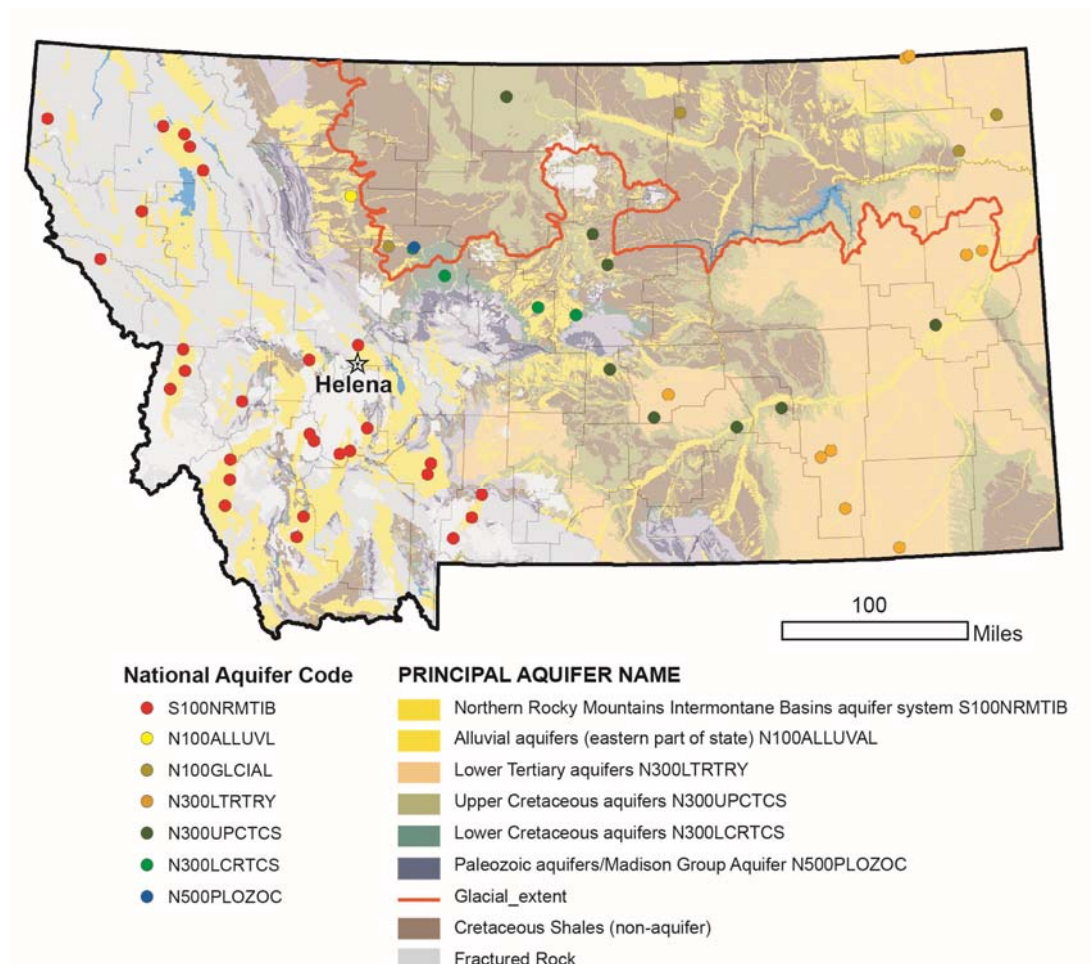 Helena
100
Miles
National Aquifer Code
S100NRMTIB
N100ALLUVL
N100GLCIAL
N300LTRTRY
N300UPCTCS
N300LCRTCS
N500PLOZOC
PRINCIPAL AQUIFER NAME
Northern Rocky Mountains Intermontane Basins aquifer system S100NRMTIB
Alluvial aquifers (eastern part of state) N100ALLUVAL
Lower Tertiary aquifers N300LTRTRY
Upper Cretaceous aquifers N300UPCTCS
Lower Cretaceous aquifers N300LCRTCS
Paleozoic aquifers/Madison Group Aquifer N500PLOZOC
Glacial_extent
Cretaceous Shales (non-aquifer)
Fractured Rock